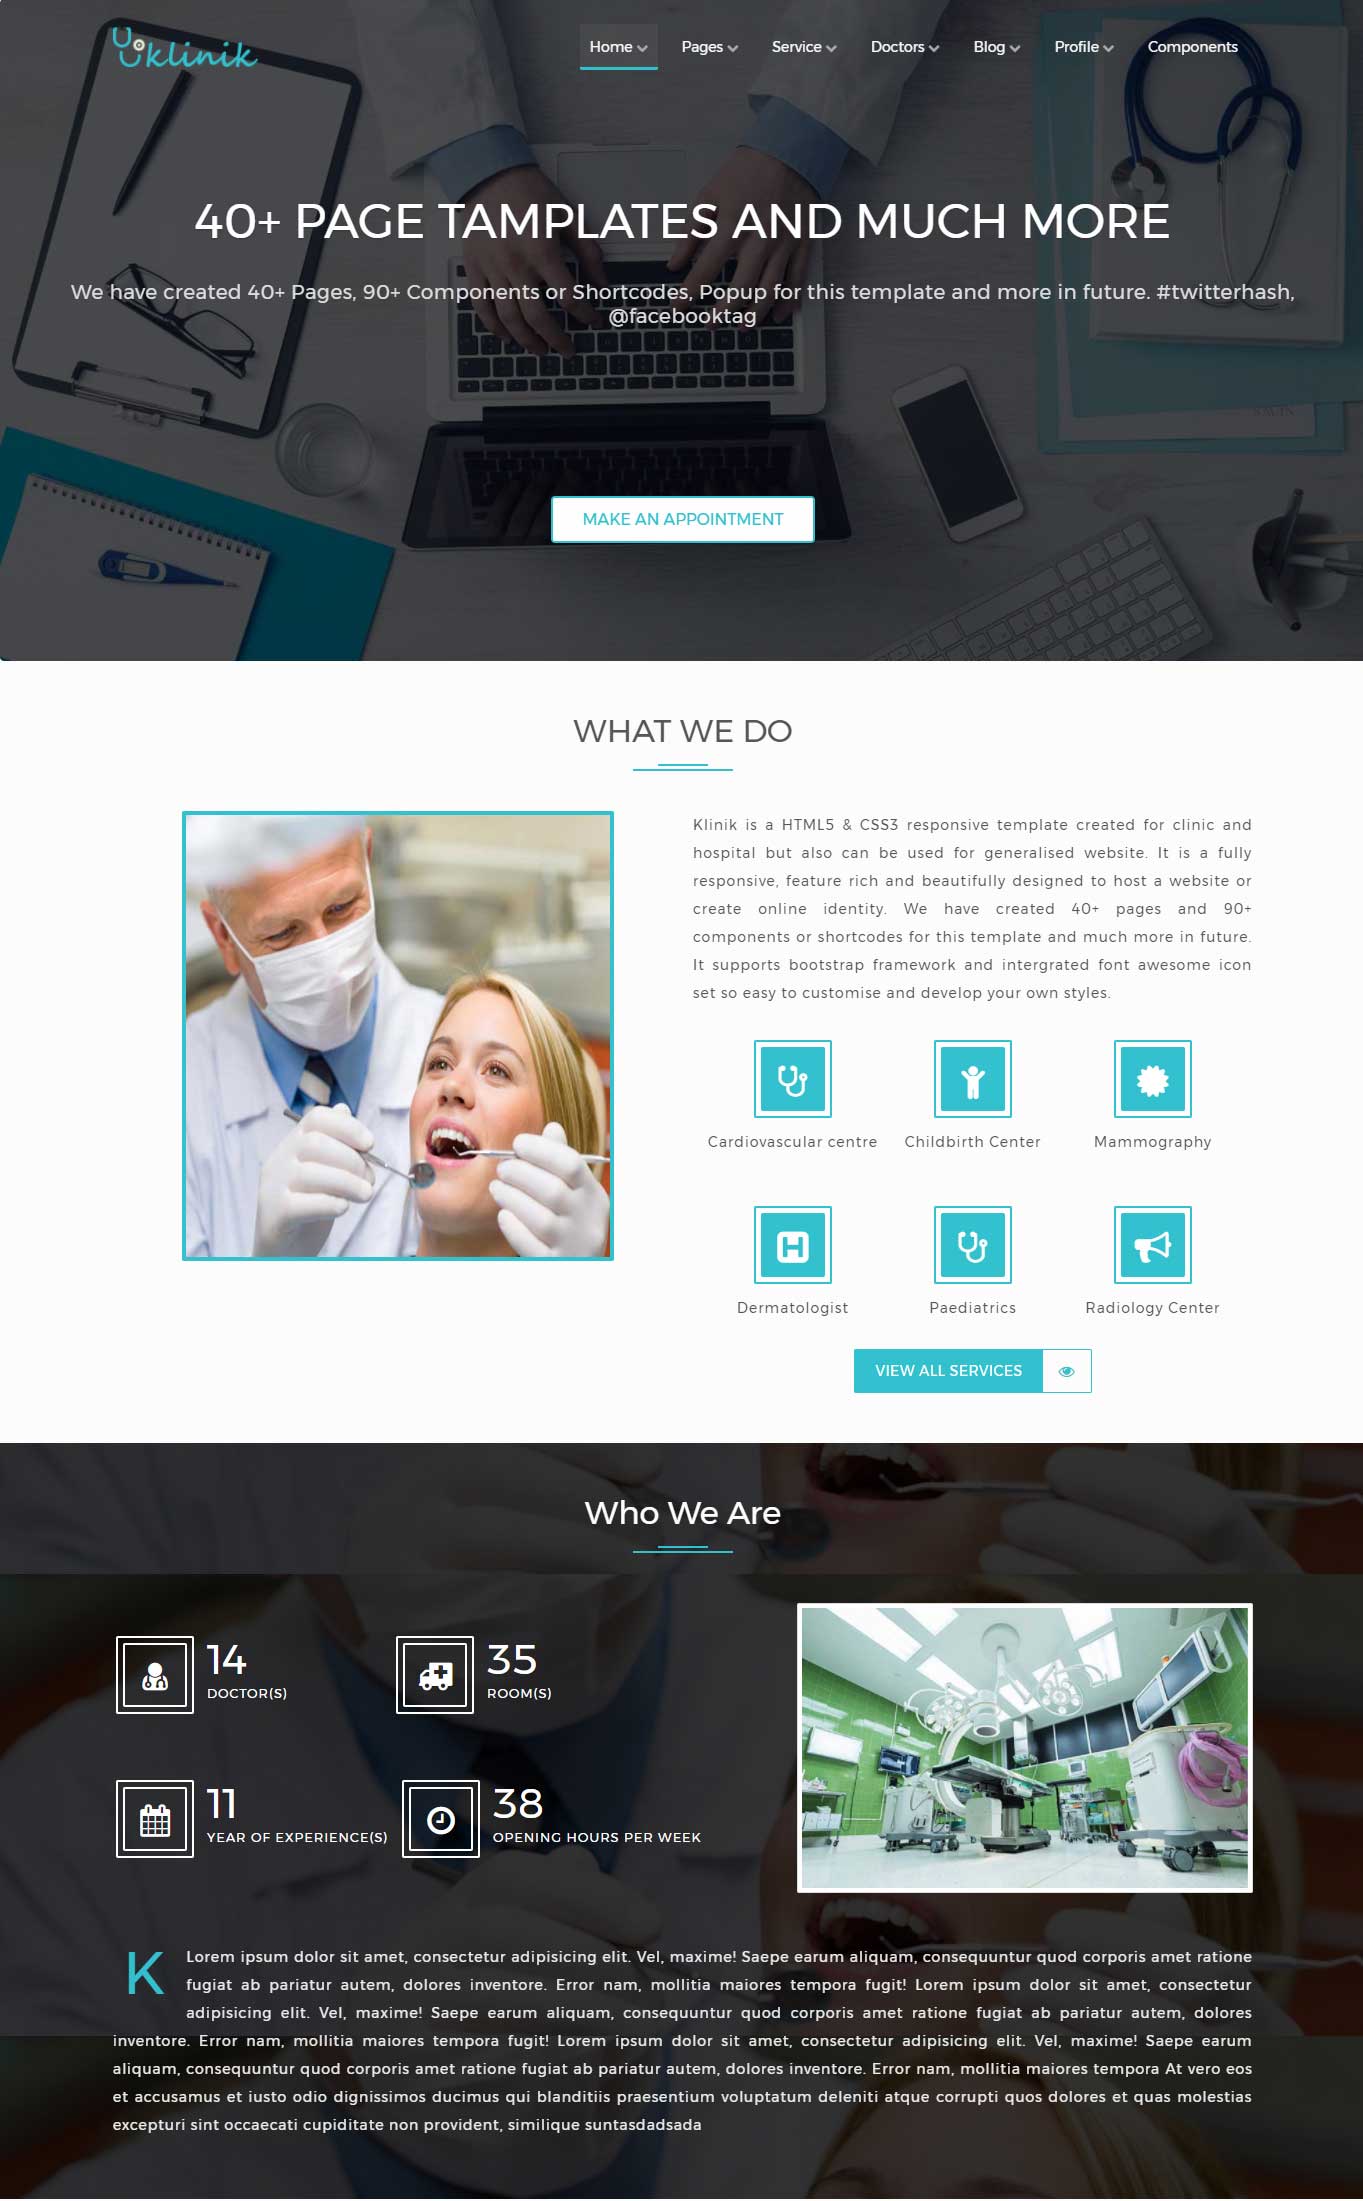 klinik
Home Pages Service Doctors Blog Profile Components
40+ PAGE TAMPLATES AND MUCH MORE
We have created 40+ Pages, 90+ Components or Shortcodes, Popup for this template and more in future. #twitterhash,
@facebooktag
MAKE AN APPOINTMENT
WHAT WE DO
Klinik is a HTML5 & CSS3 responsive template created for clinic and
hospital but also can be used for generalised website. It is a fully
responsive, feature rich and beautifully designed to host a website or
create online identity. We have created 40+ pages and 90+
components or shortcodes for this template and much more in future.
It supports bootstrap framework and intergrated font awesome icon
set so easy to customise and develop your own styles.
Cardiovascular centre Childbirth Center Mammography
H
Dermatologist Paediatrics Radiology Center
VIEW ALL SERVICES
Who We Are
14 35
DOCTOR(S) ROOM(S)
11 38
YEAR OF EXPERIENCE(S) OPENING HOURS PER WEEK
K Lorem ipsum dolor sit amet, consectetur adipisicing elit. Vel, maxime! Saepe earum aliquam, consequuntur quod corporis amet ratione
fugiat ab pariatur autem, dolores inventore. Error nam, mollitia maiores tempora fugit! Lorem ipsum dolor sit amet, consectetur
adipisicing elit. Vel, maxime! Saepe earum aliquam, consequuntur quod corporis amet ratione fugiat ab pariatur autem, dolores
inventore. Error nam, mollitia maiores tempora fugit! Lorem ipsum dolor sit amet, consectetur adipisicing elit. Vel, maxime! Saepe earum
aliquam, consequuntur quod corporis amet ratione fugiat ab pariatur autem, dolores inventore. Error nam, mollitia maiores tempora At vero eos
et accusamus et iusto odio dignissimos ducimus qui blanditiis praesentium voluptatum deleniti atque corrupti quos dolores et quas molestias
excepturi sint occaecati cupiditate non provident, similique suntasdadsada